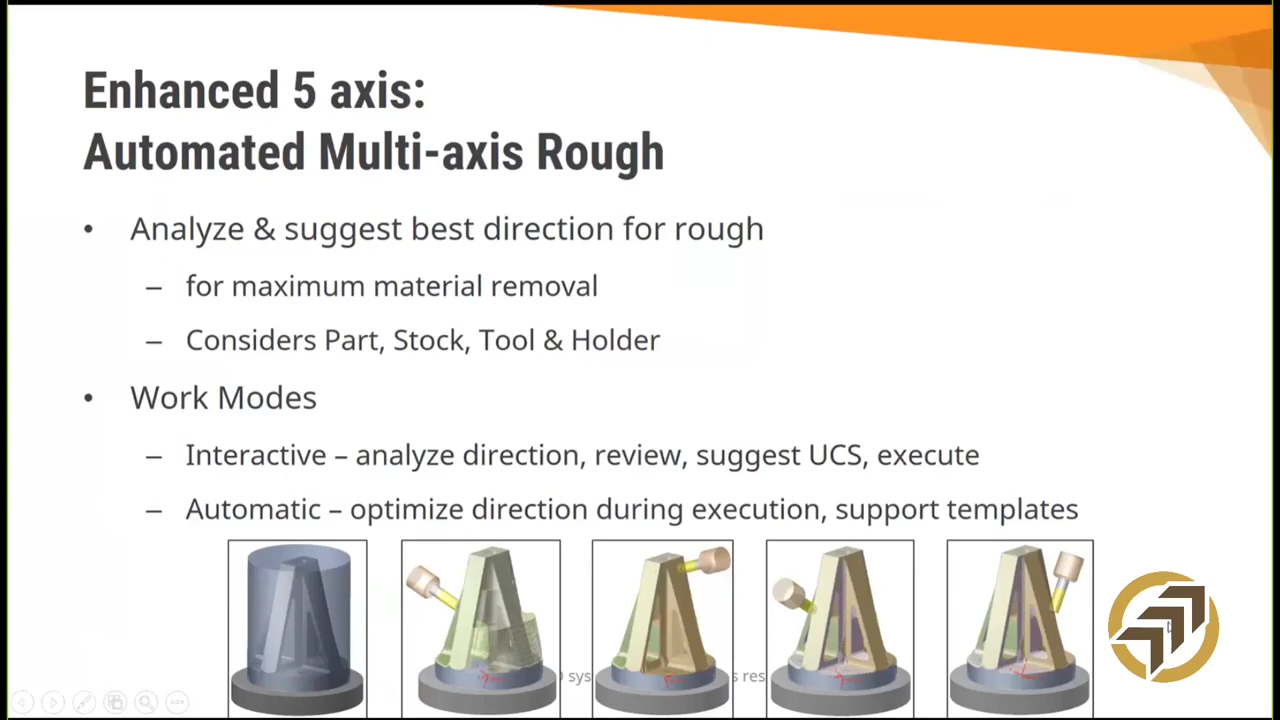 Enhanced 5 axis:
Automated Multi-axis Rough
• Analyze & suggest best direction for rough
– for maximum material removal
– Considers Part, Stock, Tool & Holder
• Work Modes
– Interactive – analyze direction, review, suggest UCS, execute
– Automatic – optimize direction during execution, support templates